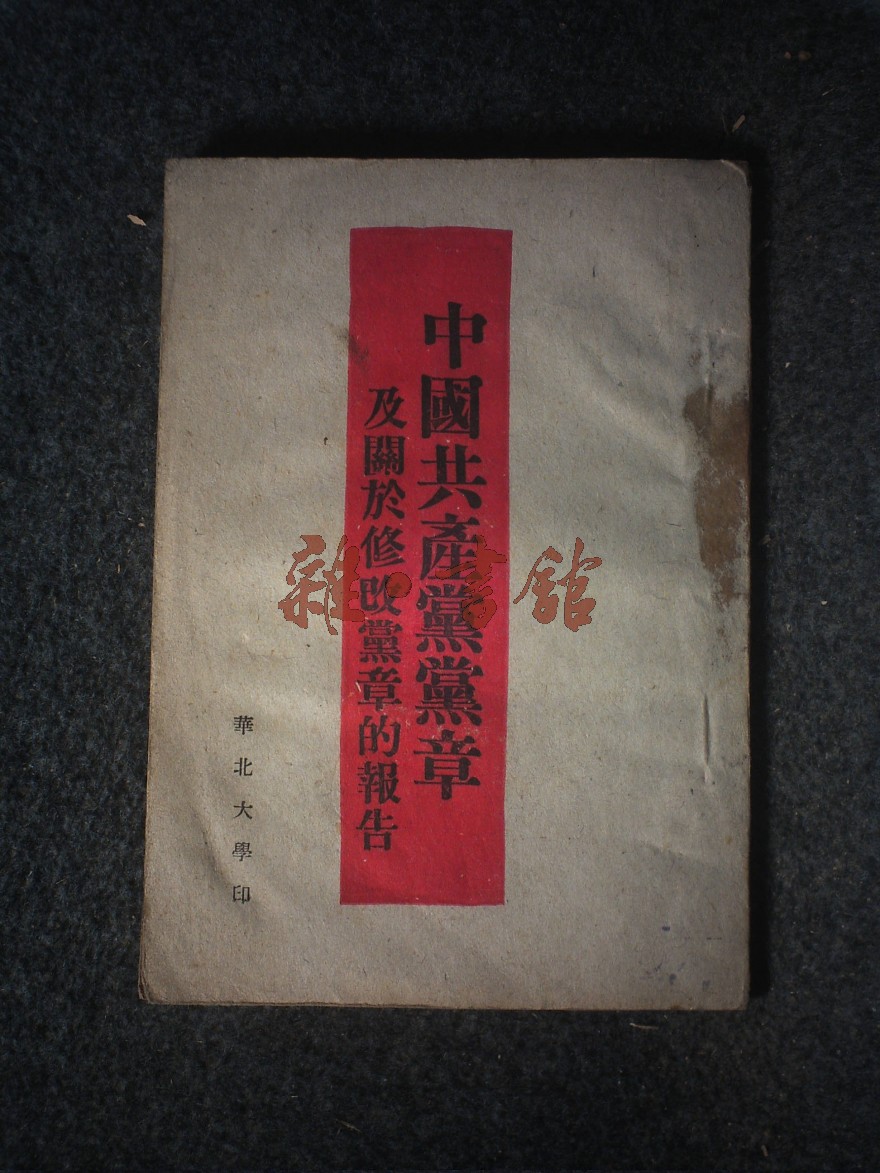 中國共產黨黨章
及關於修改黨章的報告
華北大學印
雜·書館